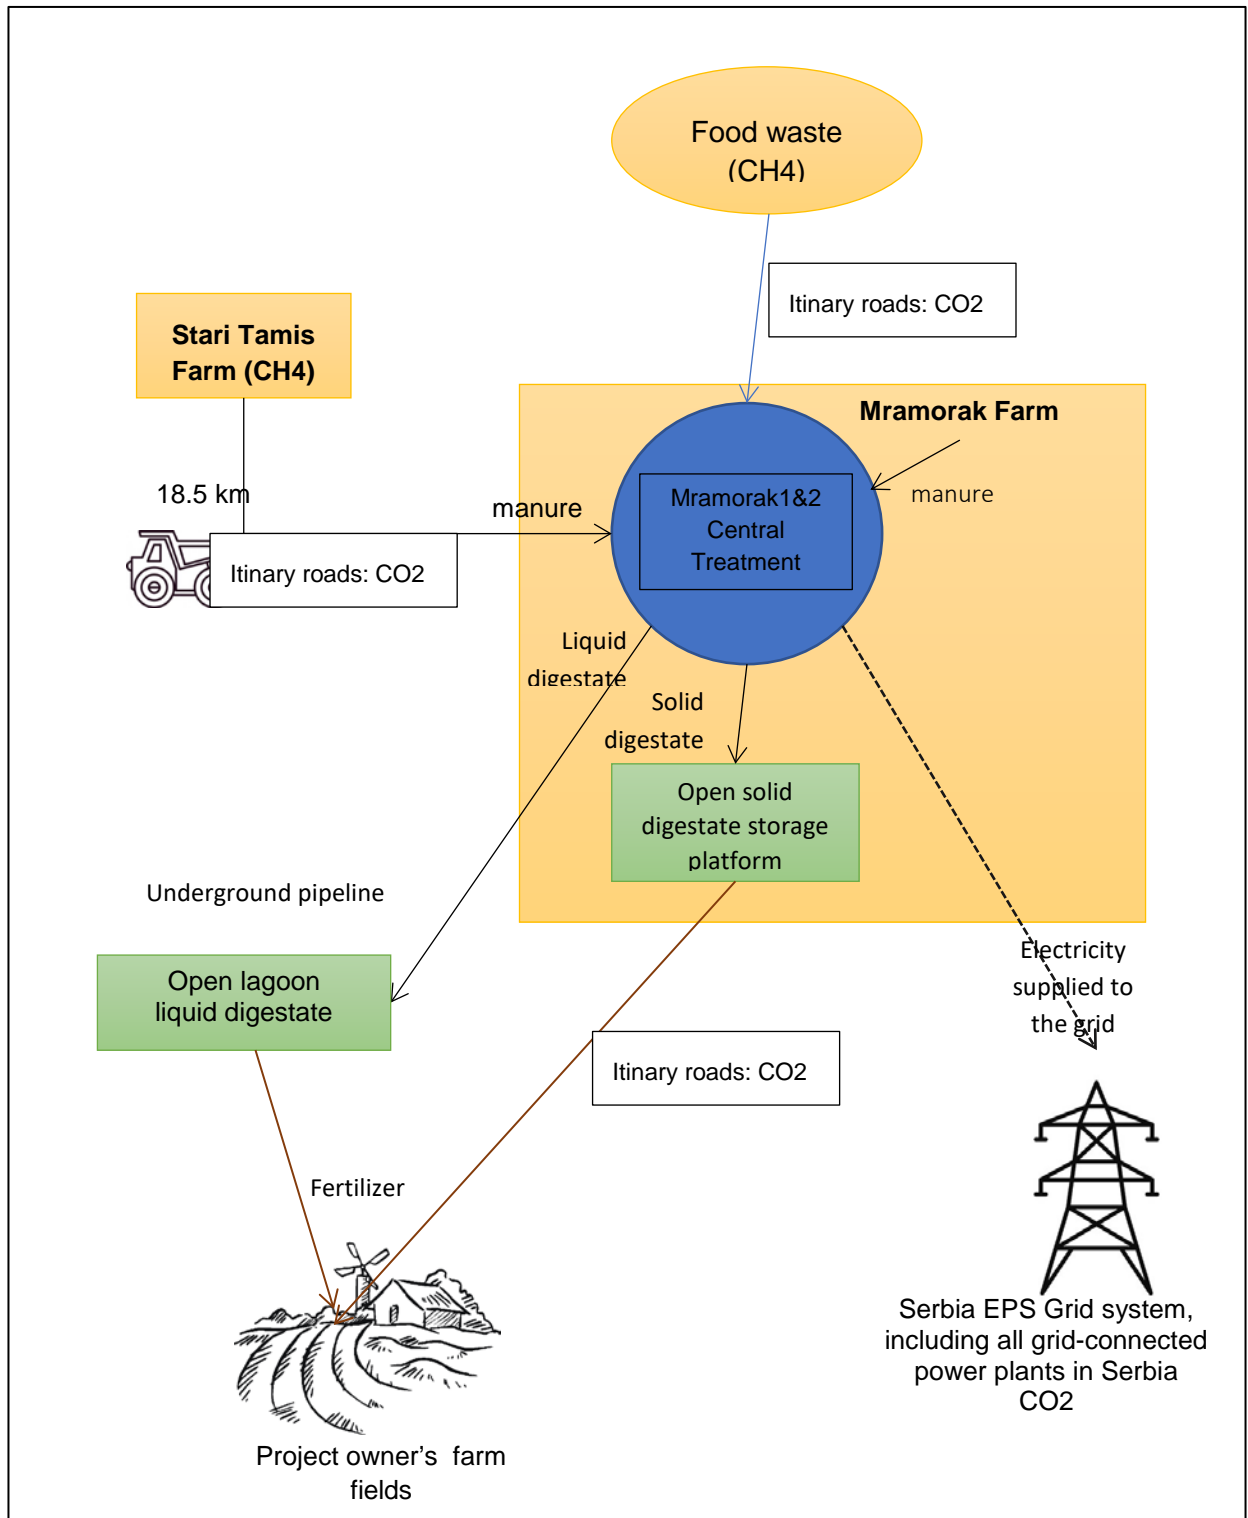 Food waste
(CH4)
Itinary roads: CO2
Stari Tamis
Farm (CH4)
Mramorak Farm
manure
18.5 km
manure
Mramorak1&2
Central
Treatment
Itinary roads: CO2
Liquid
digestate
Solid
digestate
Open solid
digestate storage
platform
Underground pipeline
Electricity
supplied to
the grid
Open lagoon
liquid digestate
Itinary roads: CO2
Fertilizer
Serbia EPS Grid system,
including all grid-connected
power plants in Serbia
CO2
Project owner's  farm
fields